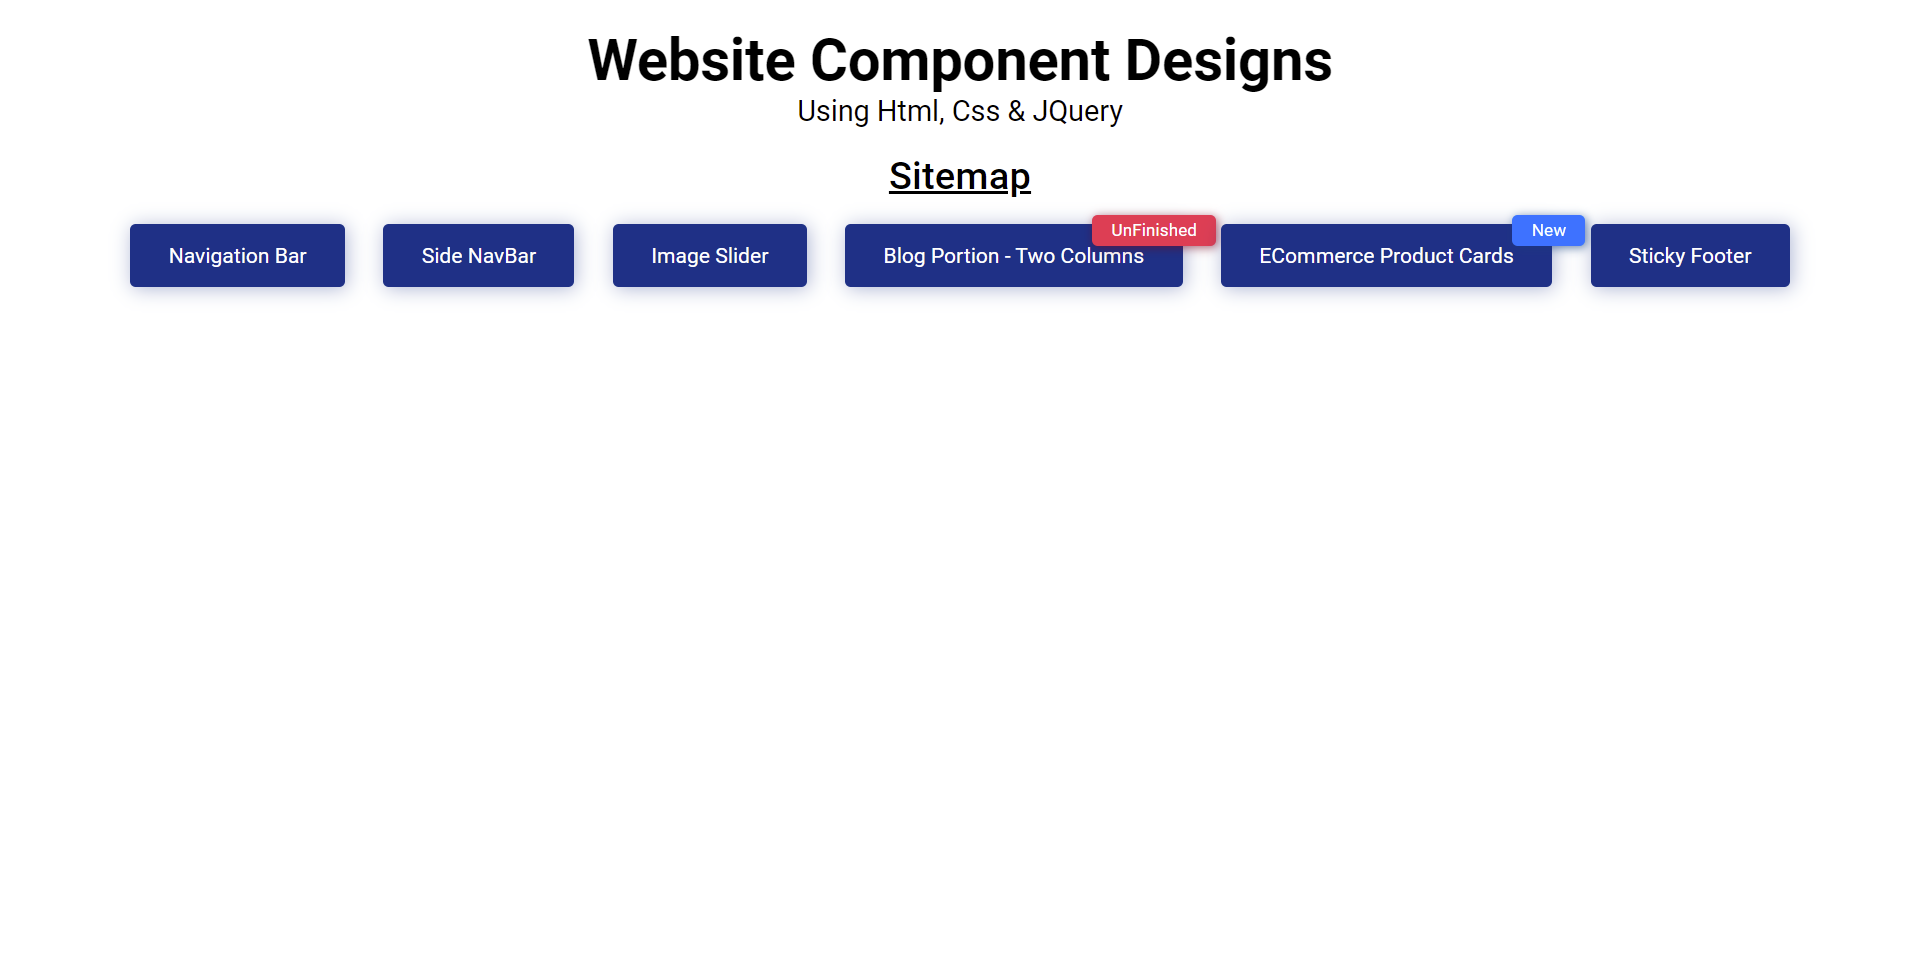 Website Component Designs
Using Html, Css & JQuery
Sitemap
Navigation Bar
Side NavBar
Image Slider
Blog Portion - Two Columns
UnFinished
ECommerce Product Cards
New
Sticky Footer